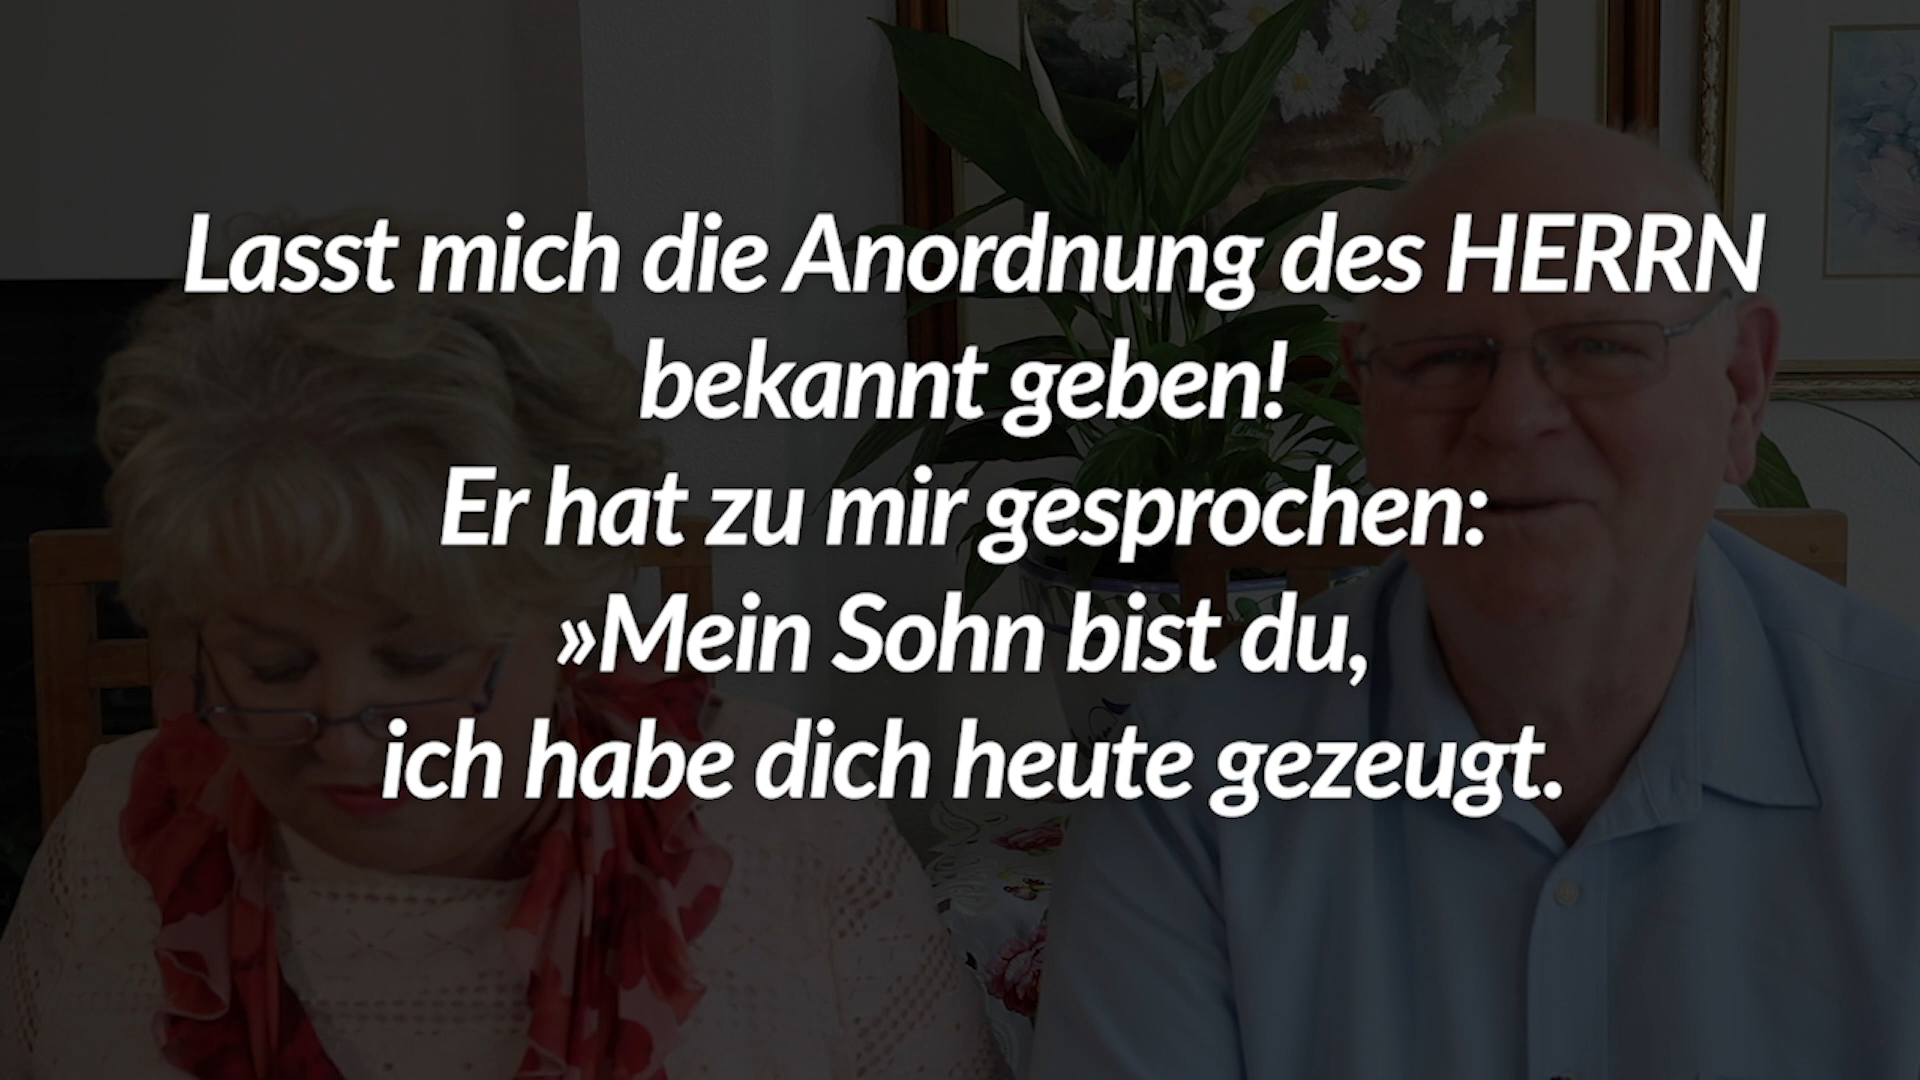 Lasst mich die Anordnung des HERRN
bekannt geben!
Er hat zu mir gesprochen:
»Mein Sohn bist du,
ich habe dich heute gezeugt.